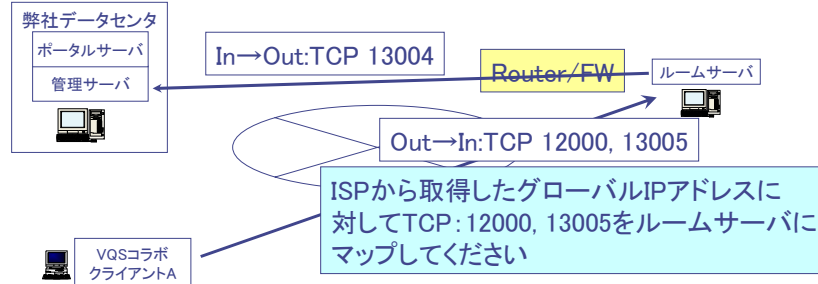 弊社データセンタ
ポータルサーバ
管理サーバ
In→Out:TCP 13004
Router/FW
ルームサーバ
Out→In:TCP 12000, 13005
ISPから取得したグローバルIPアドレスに
対してTCP:12000, 13005をルームサーバに
マップしてください
VQSコラボ
クライアントA